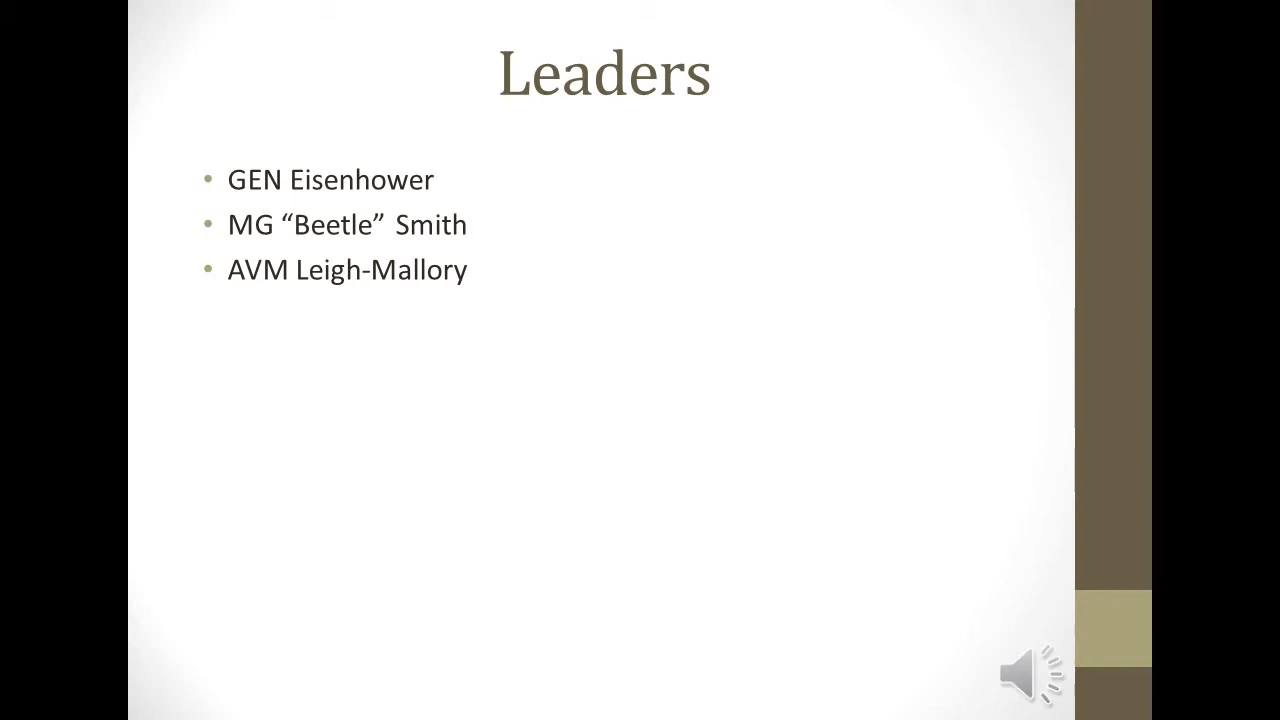 Leaders
• GEN Eisenhower
• MG “Beetle” Smith
• AVM Leigh-Mallory